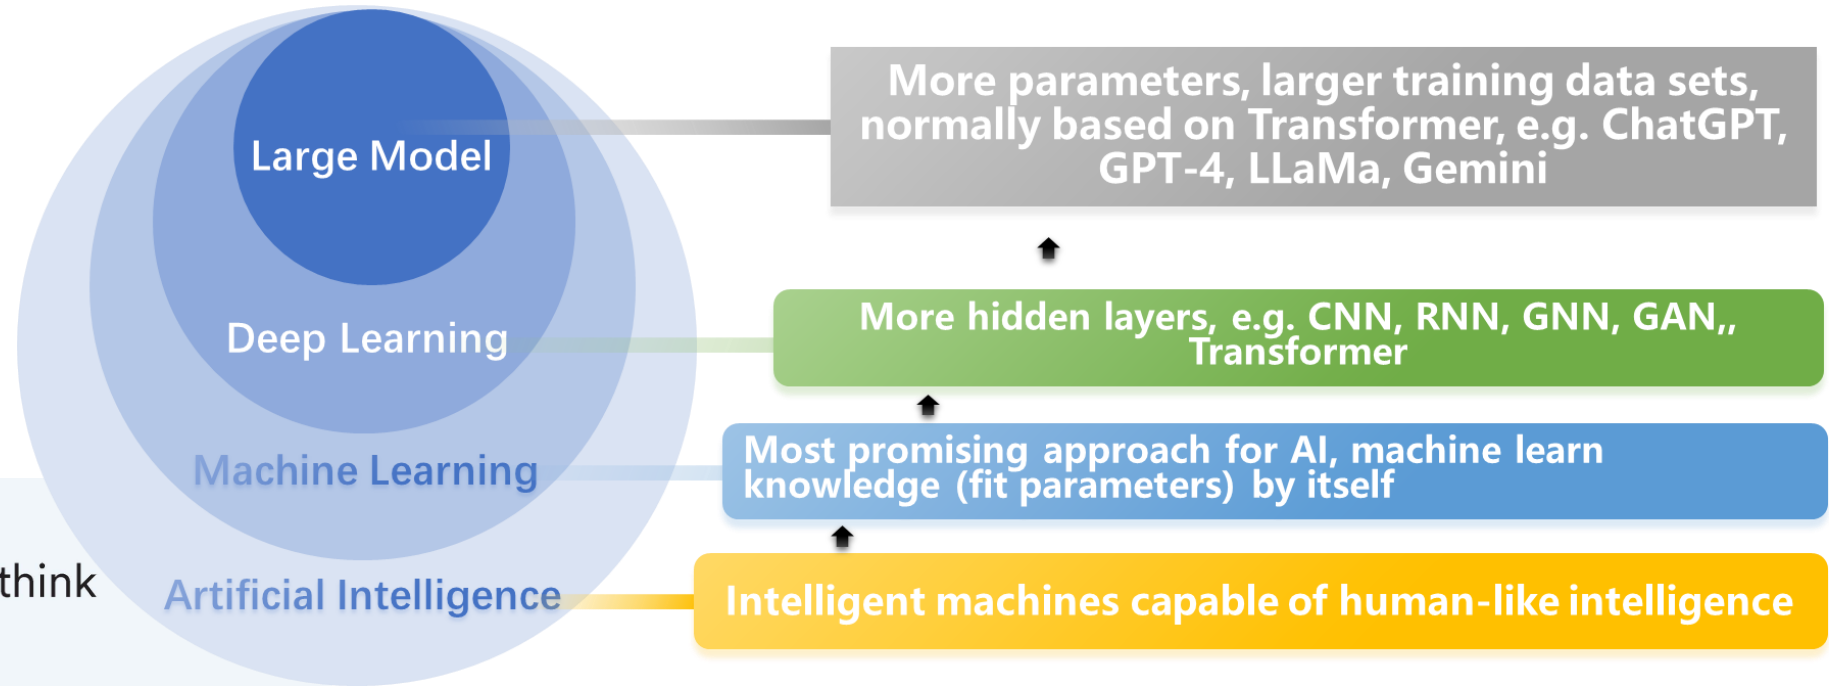 Large Model
More parameters, larger training data sets,
normally based on Transformer, e.g. ChatGPT,
GPT-4, LLaMa, Gemini
Deep Learning
More hidden layers, e.g. CNN, RNN, GNN, GAN,,
Transformer
Machine Learning
Most promising approach for AI, machine learn
knowledge (fit parameters) by itself
think
Artificial Intelligence
Intelligent machines capable of human-like intelligence